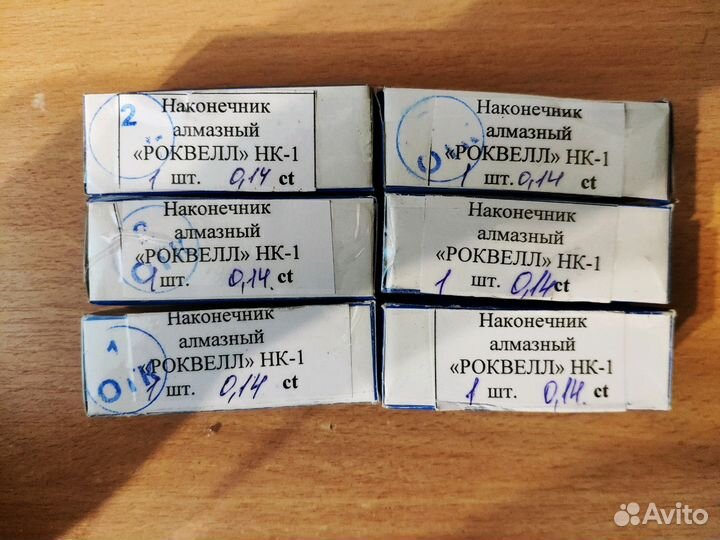 2
Наконечник
алмазный
«РОКВЕЛЛ» НК-1
1 шт. 0,14 ct
Наконечник
алмазный
«РОКВЕЛЛ» НК-1
1 шт. 0,14 ct
Наконечник
алмазный
«РОКВЕЛЛ» НК-1
1 шт. 0,14. ct
Наконечник
алмазный
«РОКВЕЛЛ» НК-1
1 шт. 0,14 ct
Наконечник
алмазный
«РОКВЕЛЛ» НК-1
1 шт. 0,14 ct
Наконечник
алмазный
«РОКВЕЛЛ» НК-1
1 шт. 0,14. ct
Avito